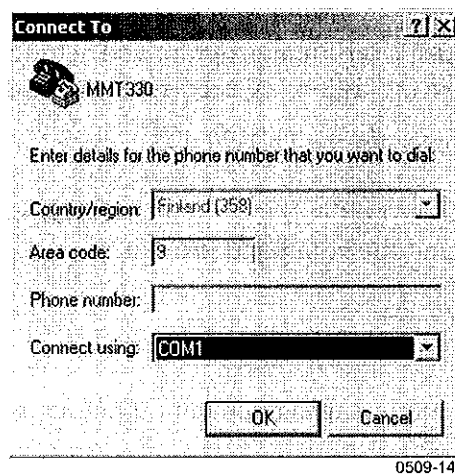 Connect To
MMT330
Enter details for the phone number that you want to dial:
Country/region: Finland (358)
Area code: 9
Phone number:
Connect using: COM1
OK Cancel
0509-14